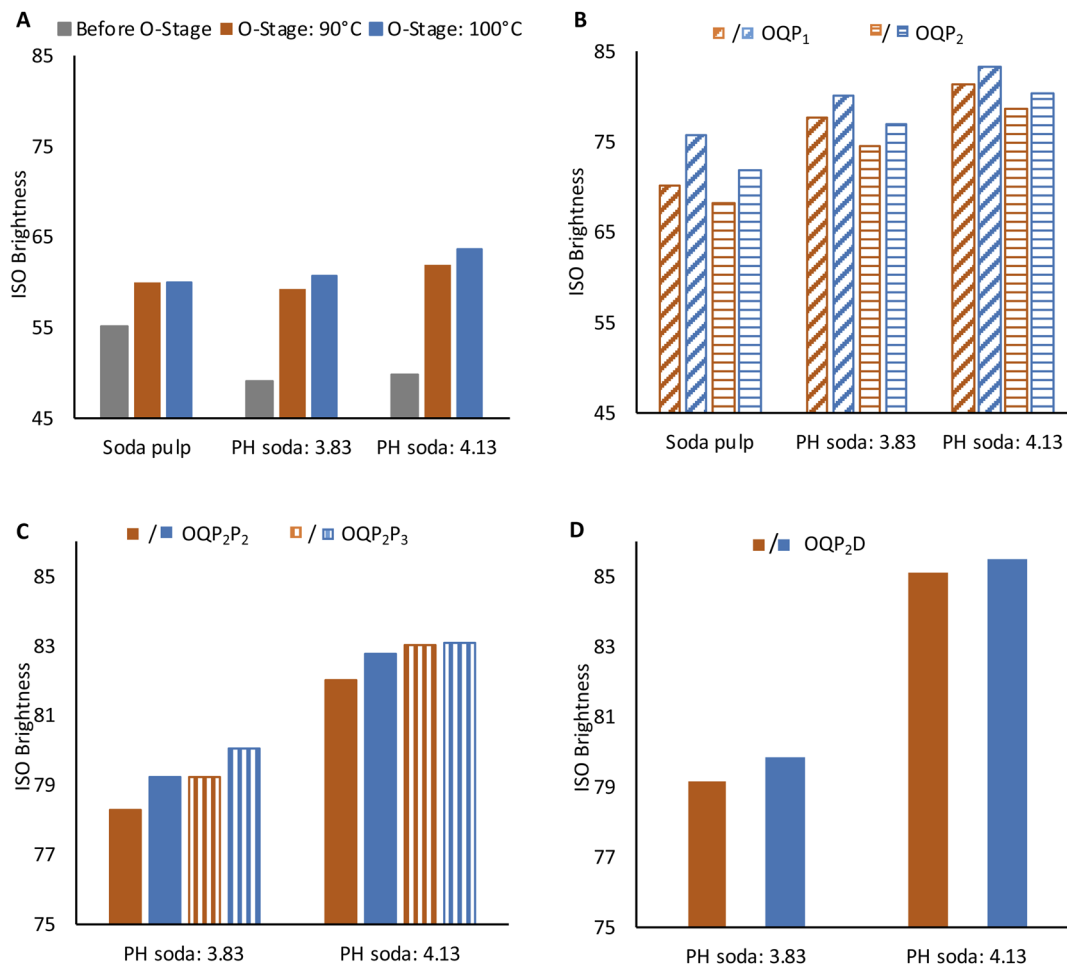 A
Before O-Stage O-Stage: 90°C O-Stage: 100°C
85
75
65
55
45
ISO Brightness
Soda pulp PH soda: 3.83 PH soda: 4.13
B
/ OQP₁ / OQP₂
85
75
65
55
45
ISO Brightness
Soda pulp PH soda: 3.83 PH soda: 4.13
C
/ OQP₂P₂ / OQP₂P₃
85
83
81
79
77
75
ISO Brightness
PH soda: 3.83 PH soda: 4.13
D
/ OQP₂D
85
83
81
79
77
75
ISO Brightness
PH soda: 3.83 PH soda: 4.13